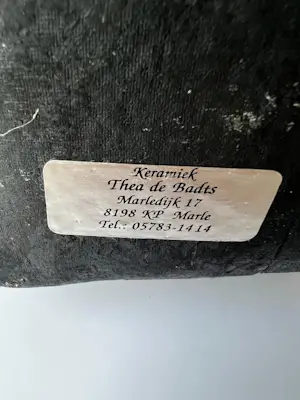 Keramiek
Thea de Badts
Marledijk 17
8198 KP Marle
Tel.: 05783-1414